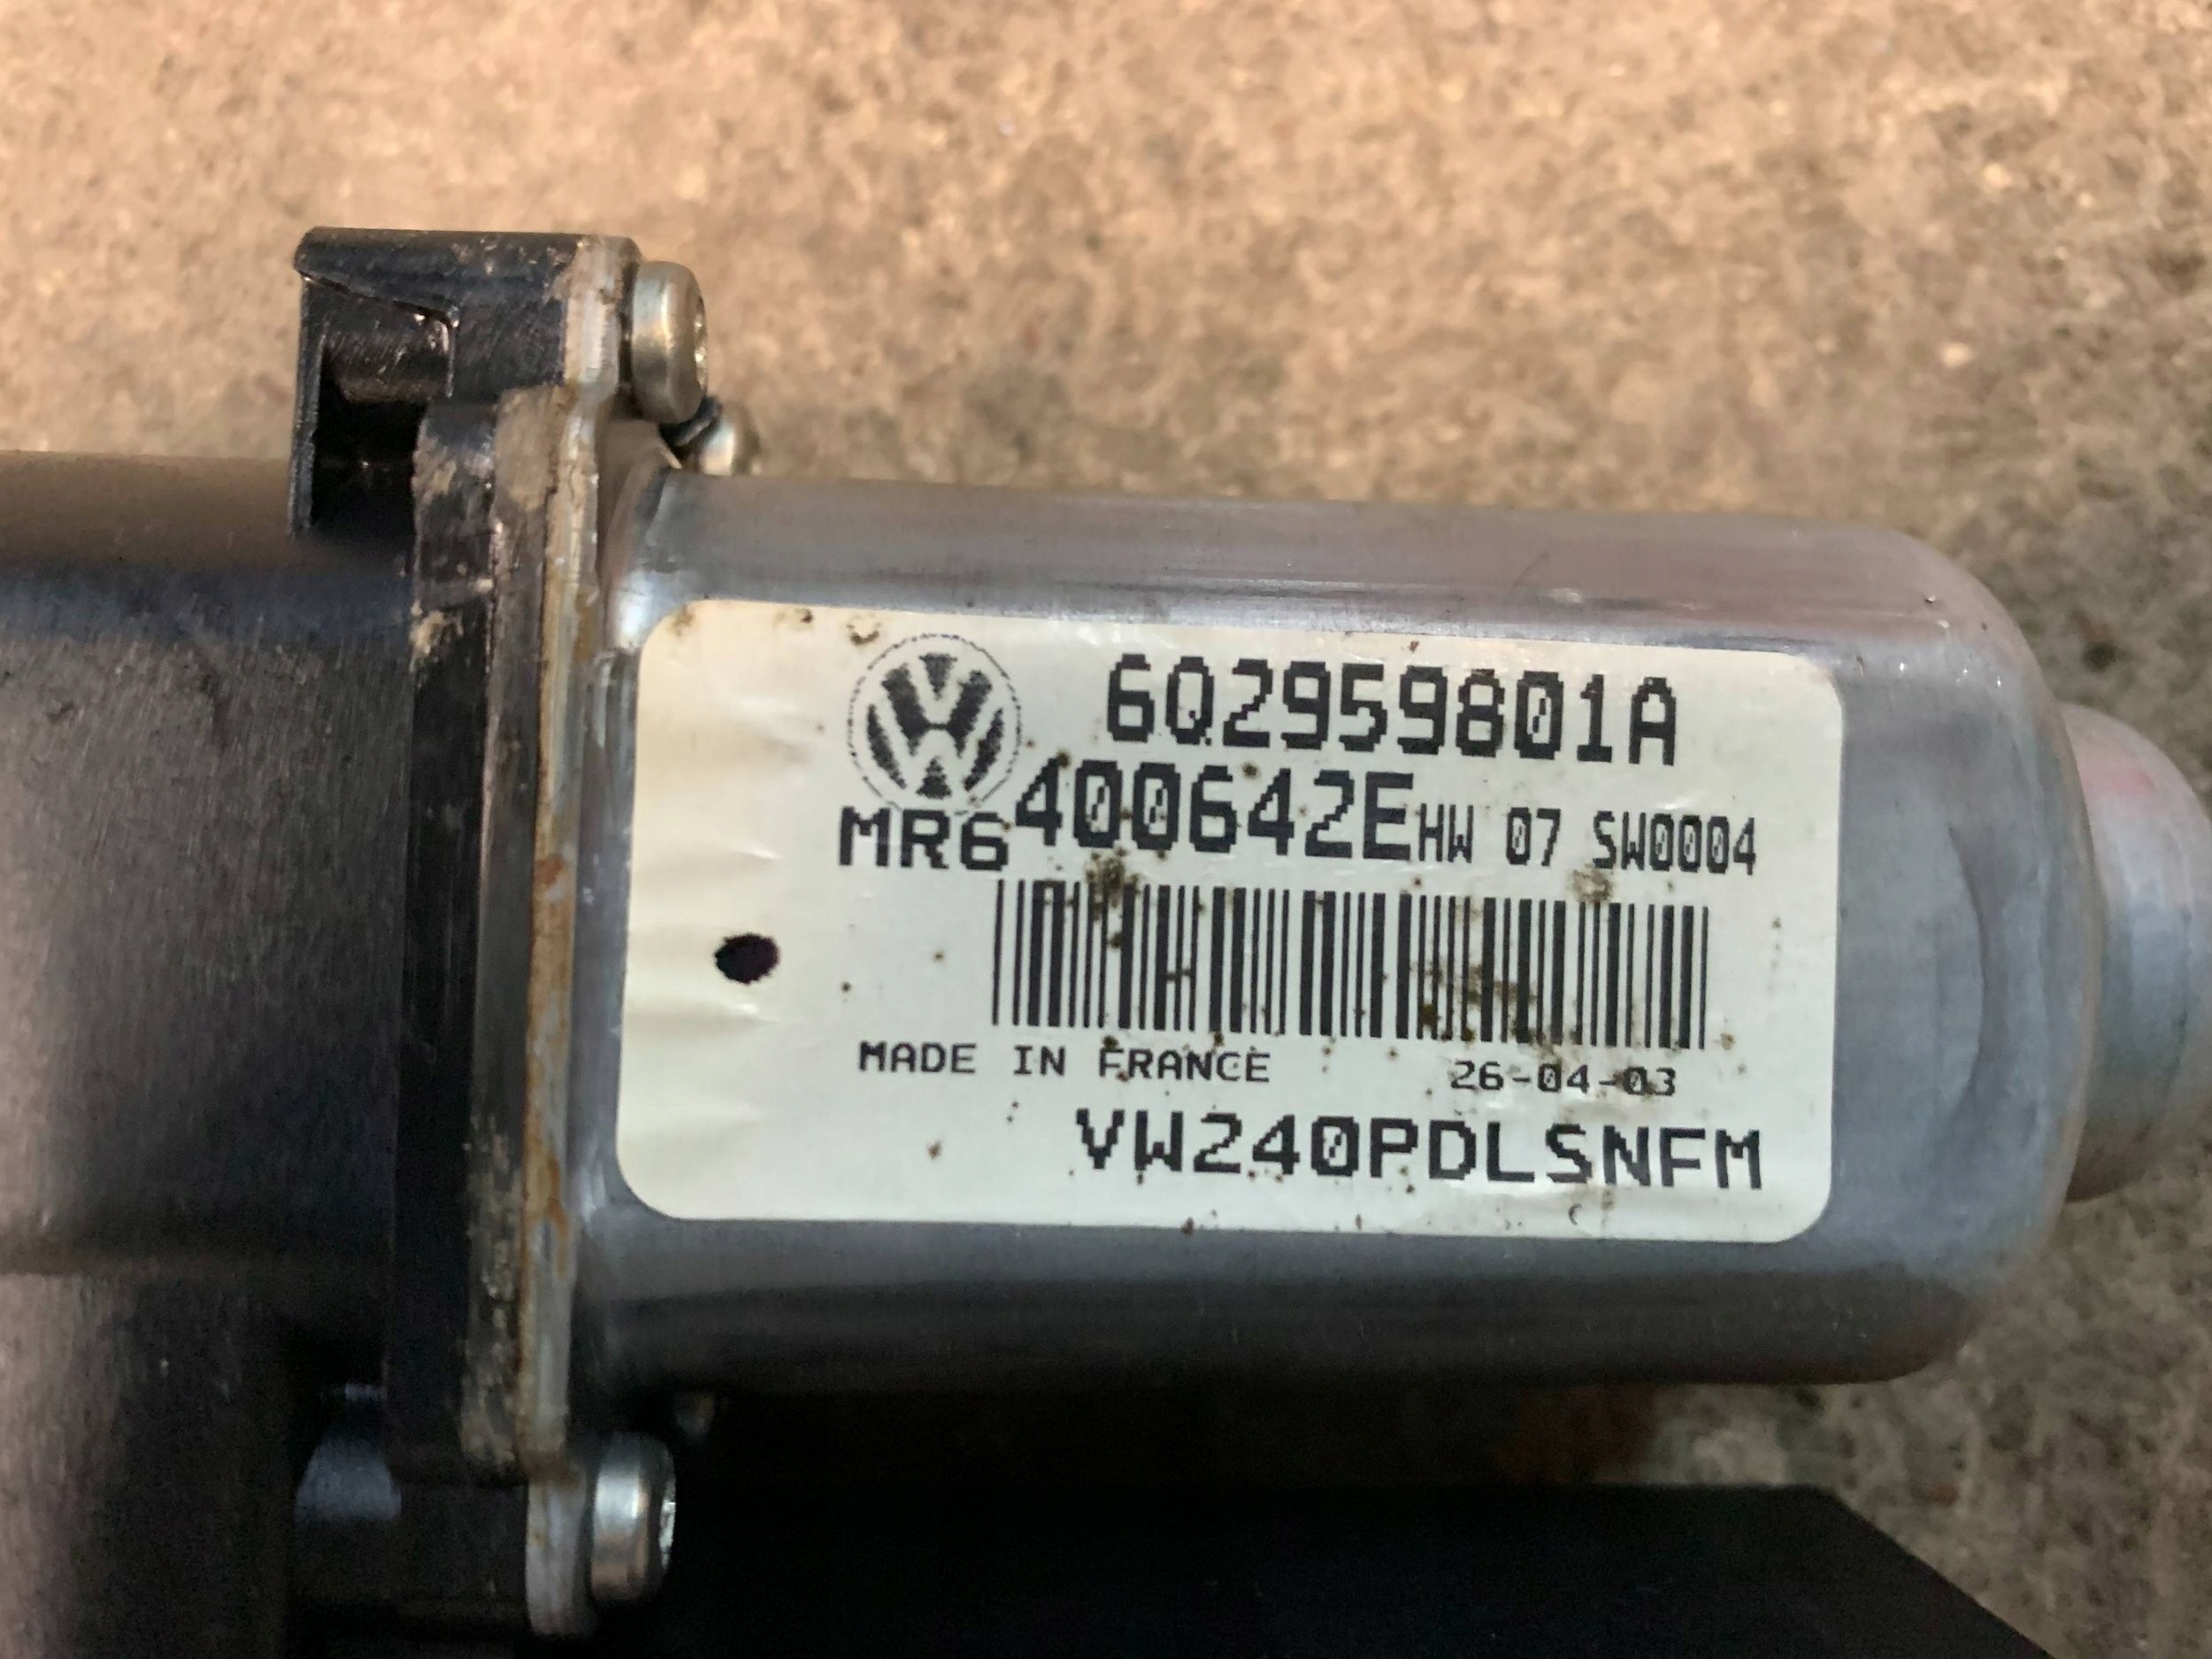 6Q2959801A
MR6 400642E HW 07 SW0004
MADE IN FRANCE 26-04-03
VW240PDLSNFM